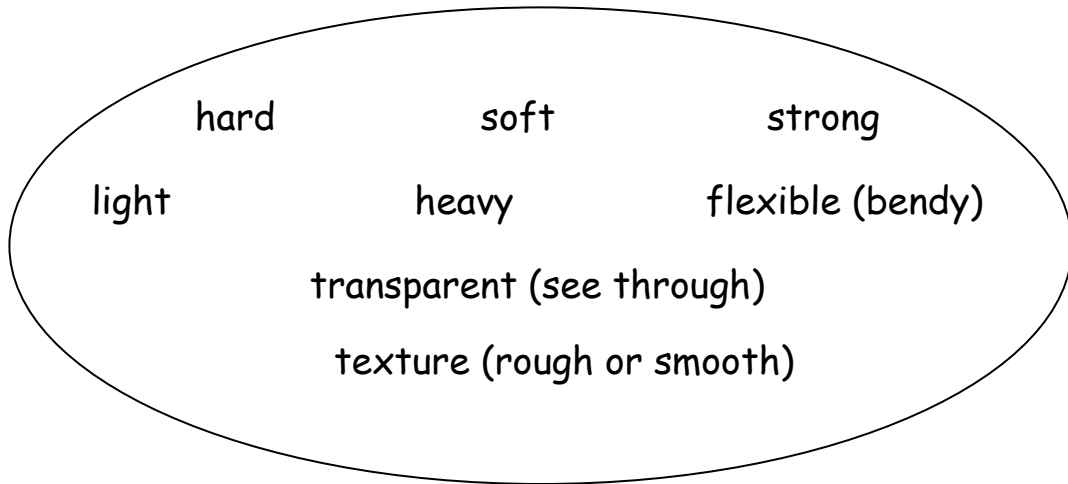 hard soft strong
light heavy flexible (bendy)
transparent (see through)
texture (rough or smooth)